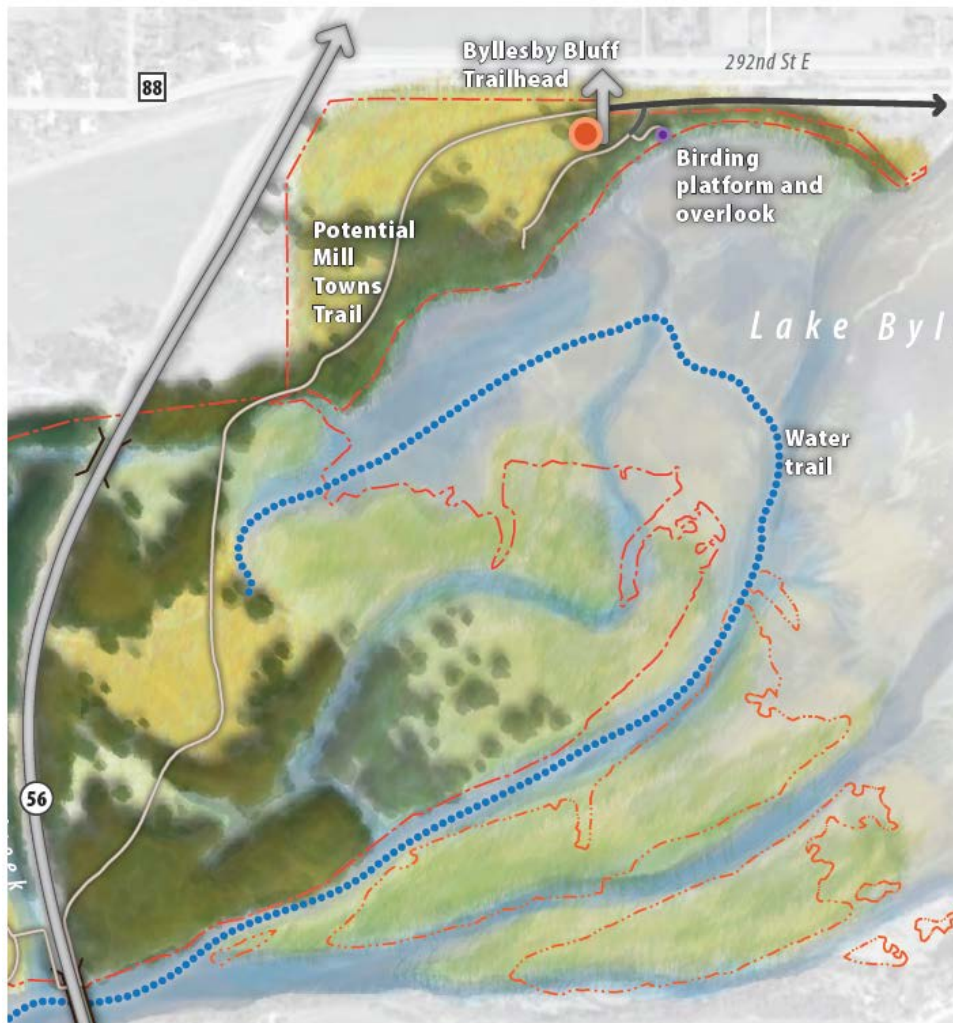 Byllesby Bluff
Trailhead
292nd St E
88
Birding
platform and
overlook
Potential
Mill
Towns
Trail
Lake Byl
Water
trail
56
eek